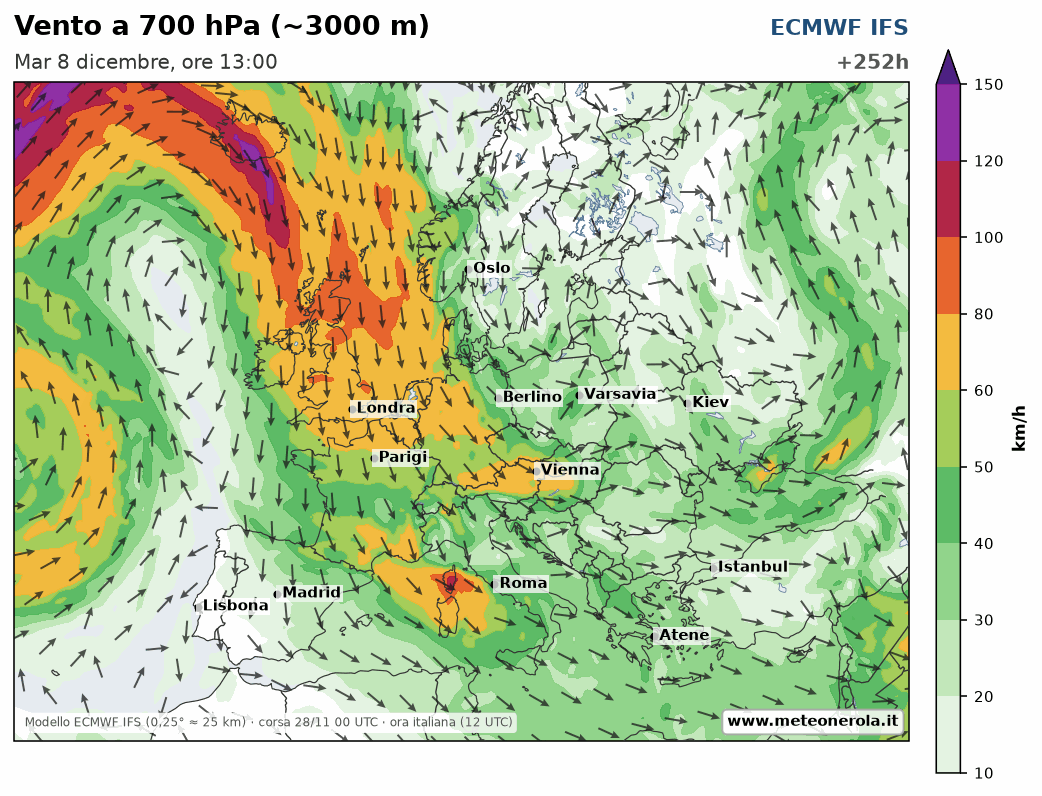 Vento a 700 hPa (~3000 m)
ECMWF IFS
Mar 8 dicembre, ore 13:00
+252h
150
120
100
80
60
50
40
30
20
10
km/h
Oslo
Berlino
Varsavia
Kiev
Londra
Parigi
Vienna
Istanbul
Roma
Madrid
Lisbona
Atene
Modello ECMWF IFS (0,25° ≈ 25 km) · corsa 28/11 00 UTC · ora italiana (12 UTC)
www.meteonerola.it